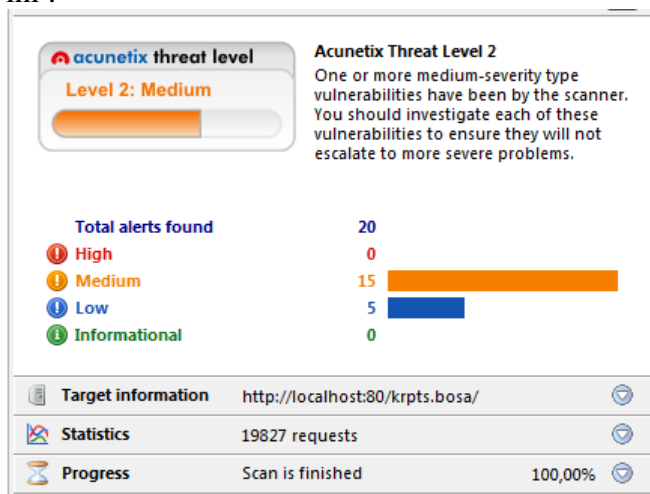 acunetix threat level
Level 2: Medium
Acunetix Threat Level 2
One or more medium-severity type
vulnerabilities have been by the scanner.
You should investigate each of these
vulnerabilities to ensure they will not
escalate to more severe problems.
Total alerts found 20
High 0
Medium 15
Low 5
Informational 0
Target information http://localhost:80/krpts.bosa/
Statistics 19827 requests
Progress Scan is finished 100,00%